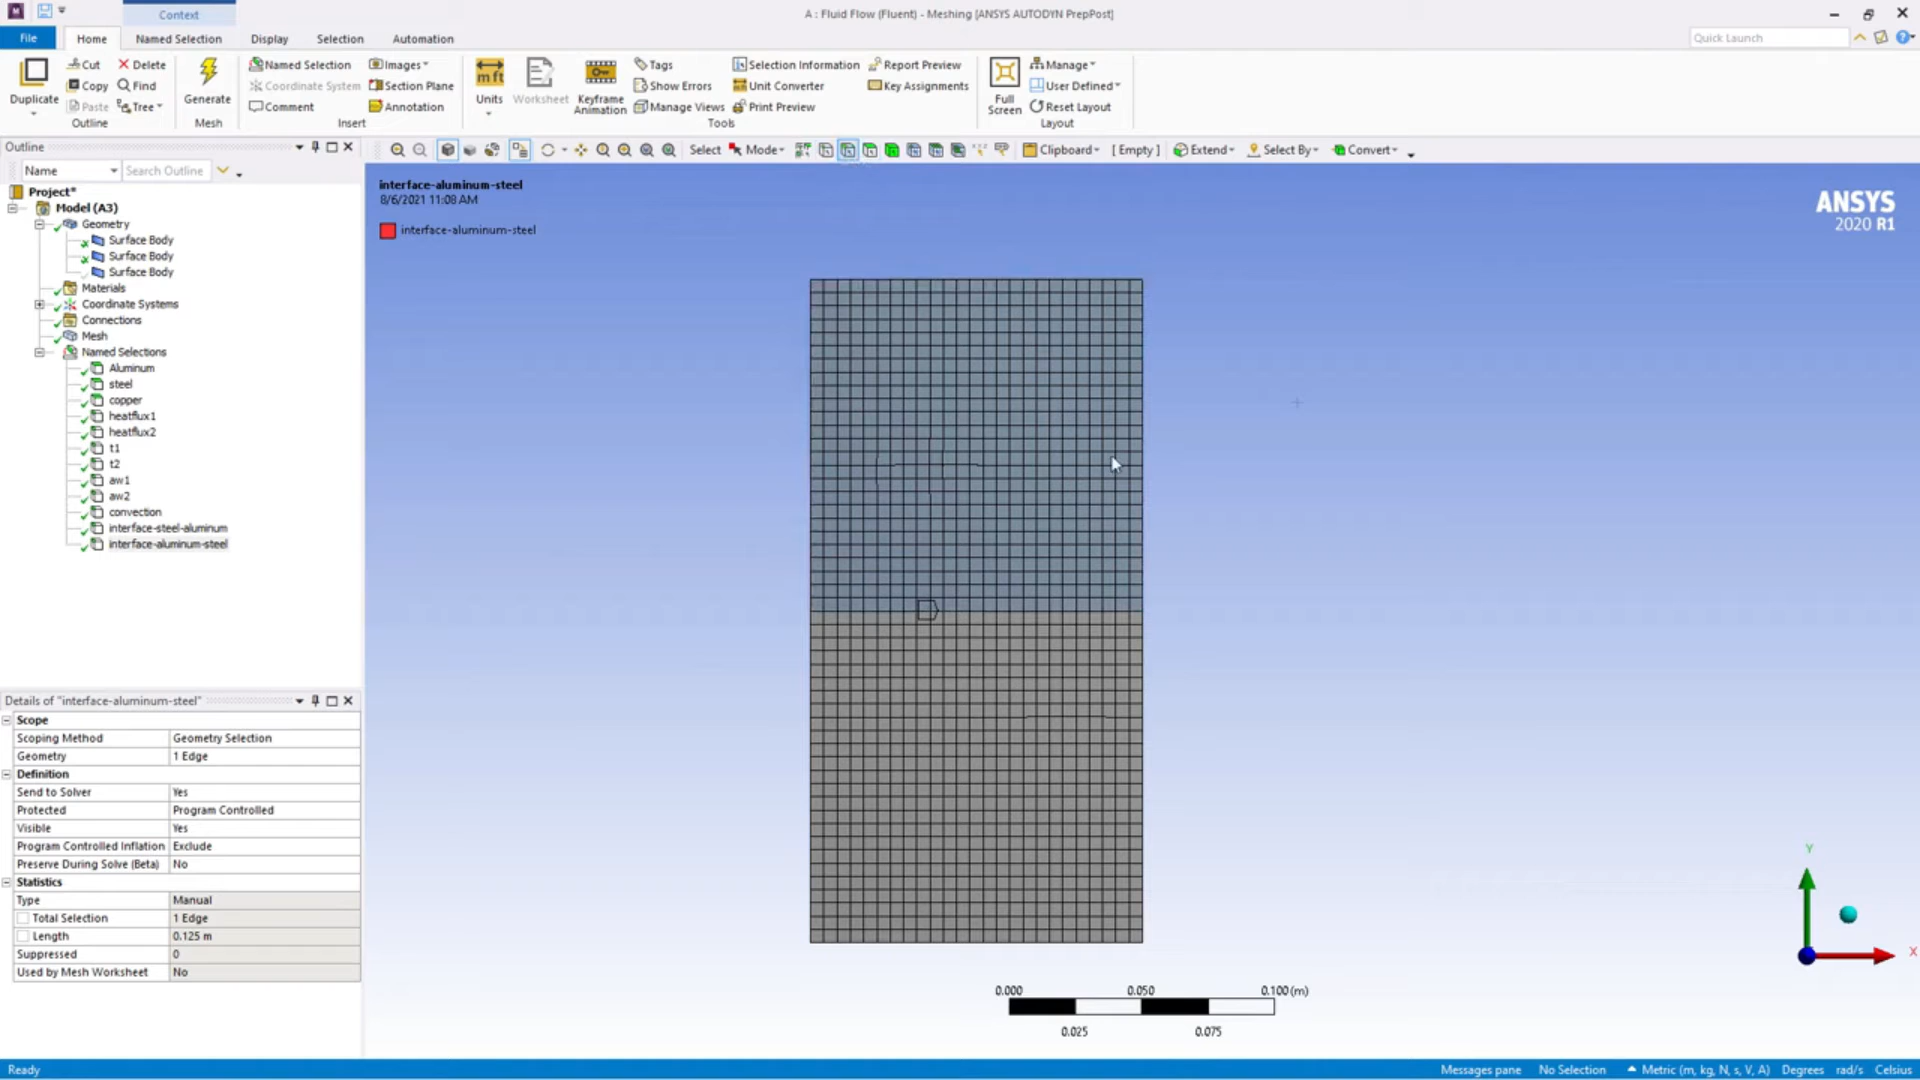 Context
A : Fluid Flow (Fluent) - Meshing [ANSYS AUTODYN PrepPost]
File
Home
Named Selection
Display
Selection
Automation
Quick Launch
Duplicate
Cut
Copy
Paste
Delete
Find
Tree
Outline
Generate
Mesh
Named Selection
Coordinate System
Comment
Images
Section Plane
Annotation
Insert
Units
Worksheet
Keyframe
Animation
Tags
Show Errors
Manage Views
Selection Information
Unit Converter
Print Preview
Report Preview
Key Assignments
Tools
Full
Screen
Manage
User Defined
Reset Layout
Layout
Outline
Name
Search Outline
Select
Mode
Clipboard
[ Empty ]
Extend
Select By
Convert
Project*
Model (A3)
Geometry
Surface Body
Surface Body
Surface Body
Materials
Coordinate Systems
Connections
Mesh
Named Selections
Aluminum
steel
copper
heatflux1
heatflux2
t1
t2
aw1
aw2
convection
interface-steel-aluminum
interface-aluminum-steel
interface-aluminum-steel
8/6/2021 11:08 AM
interface-aluminum-steel
ANSYS
2020 R1
Details of "interface-aluminum-steel"
Scope
Scoping Method Geometry Selection
Geometry 1 Edge
Definition
Send to Solver Yes
Protected Program Controlled
Visible Yes
Program Controlled Inflation Exclude
Preserve During Solve (Beta) No
Statistics
Type Manual
Total Selection 1 Edge
Length 0.125 m
Suppressed 0
Used by Mesh Worksheet No
0.000 0.050 0.100 (m)
0.025 0.075
Y
X
Ready
Messages pane
No Selection
Metric (m, kg, N, s, V, A)
Degrees
rad/s
Celsius